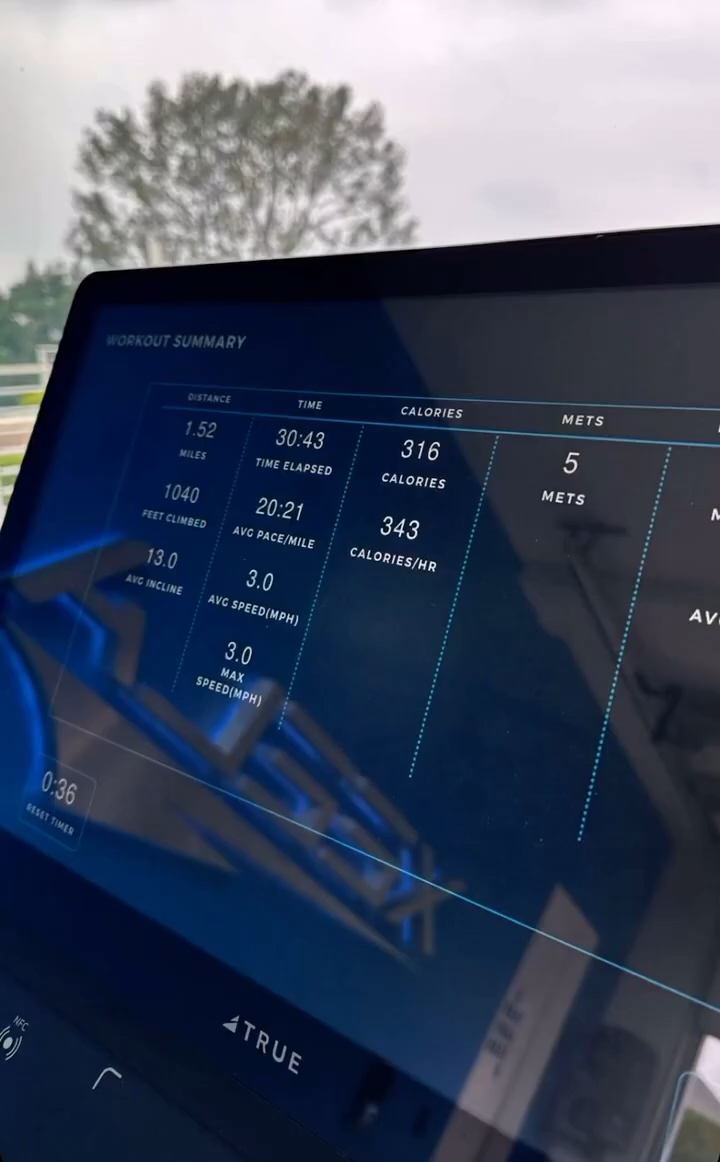 WORKOUT SUMMARY
DISTANCE TIME CALORIES METS
1.52
MILES
1040
FEET CLIMBED
13.0
AVG INCLINE
30:43
TIME ELAPSED
20:21
AVG PACE/MILE
3.0
AVG SPEED(MPH)
3.0
MAX
SPEED(MPH)
316
CALORIES
343
CALORIES/HR
5
METS
0:36
RESET TIMER
NFC
TRUE